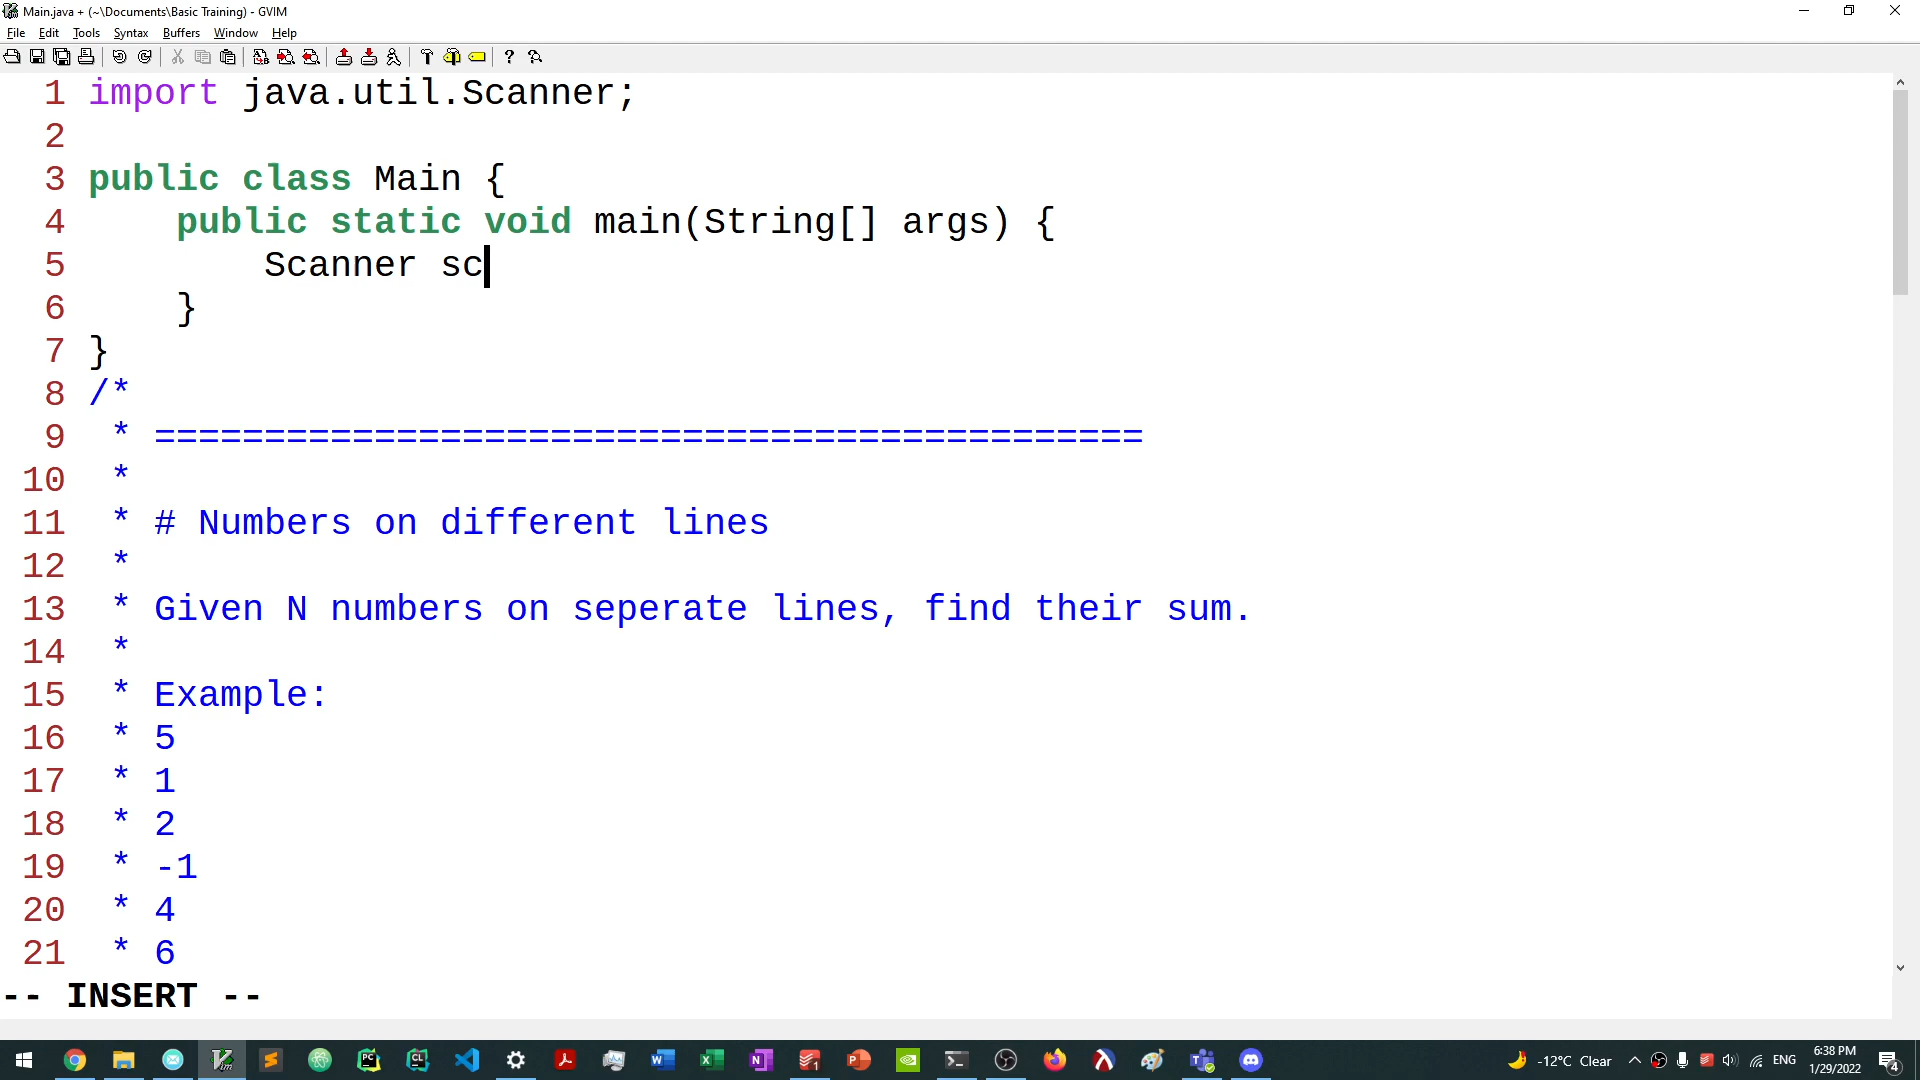 Main.java + (~\Documents\Basic Training) - GVIM
File Edit Tools Syntax Buffers Window Help
1 import java.util.Scanner;
2
3 public class Main {
4 public static void main(String[] args) {
5 Scanner sc
6 }
7 }
8 /*
9 * =============================================
10 *
11 * # Numbers on different lines
12 *
13 * Given N numbers on seperate lines, find their sum.
14 *
15 * Example:
16 * 5
17 * 1
18 * 2
19 * -1
20 * 4
21 * 6
-- INSERT --
-12°C Clear ENG 6:38 PM
1/29/2022 4